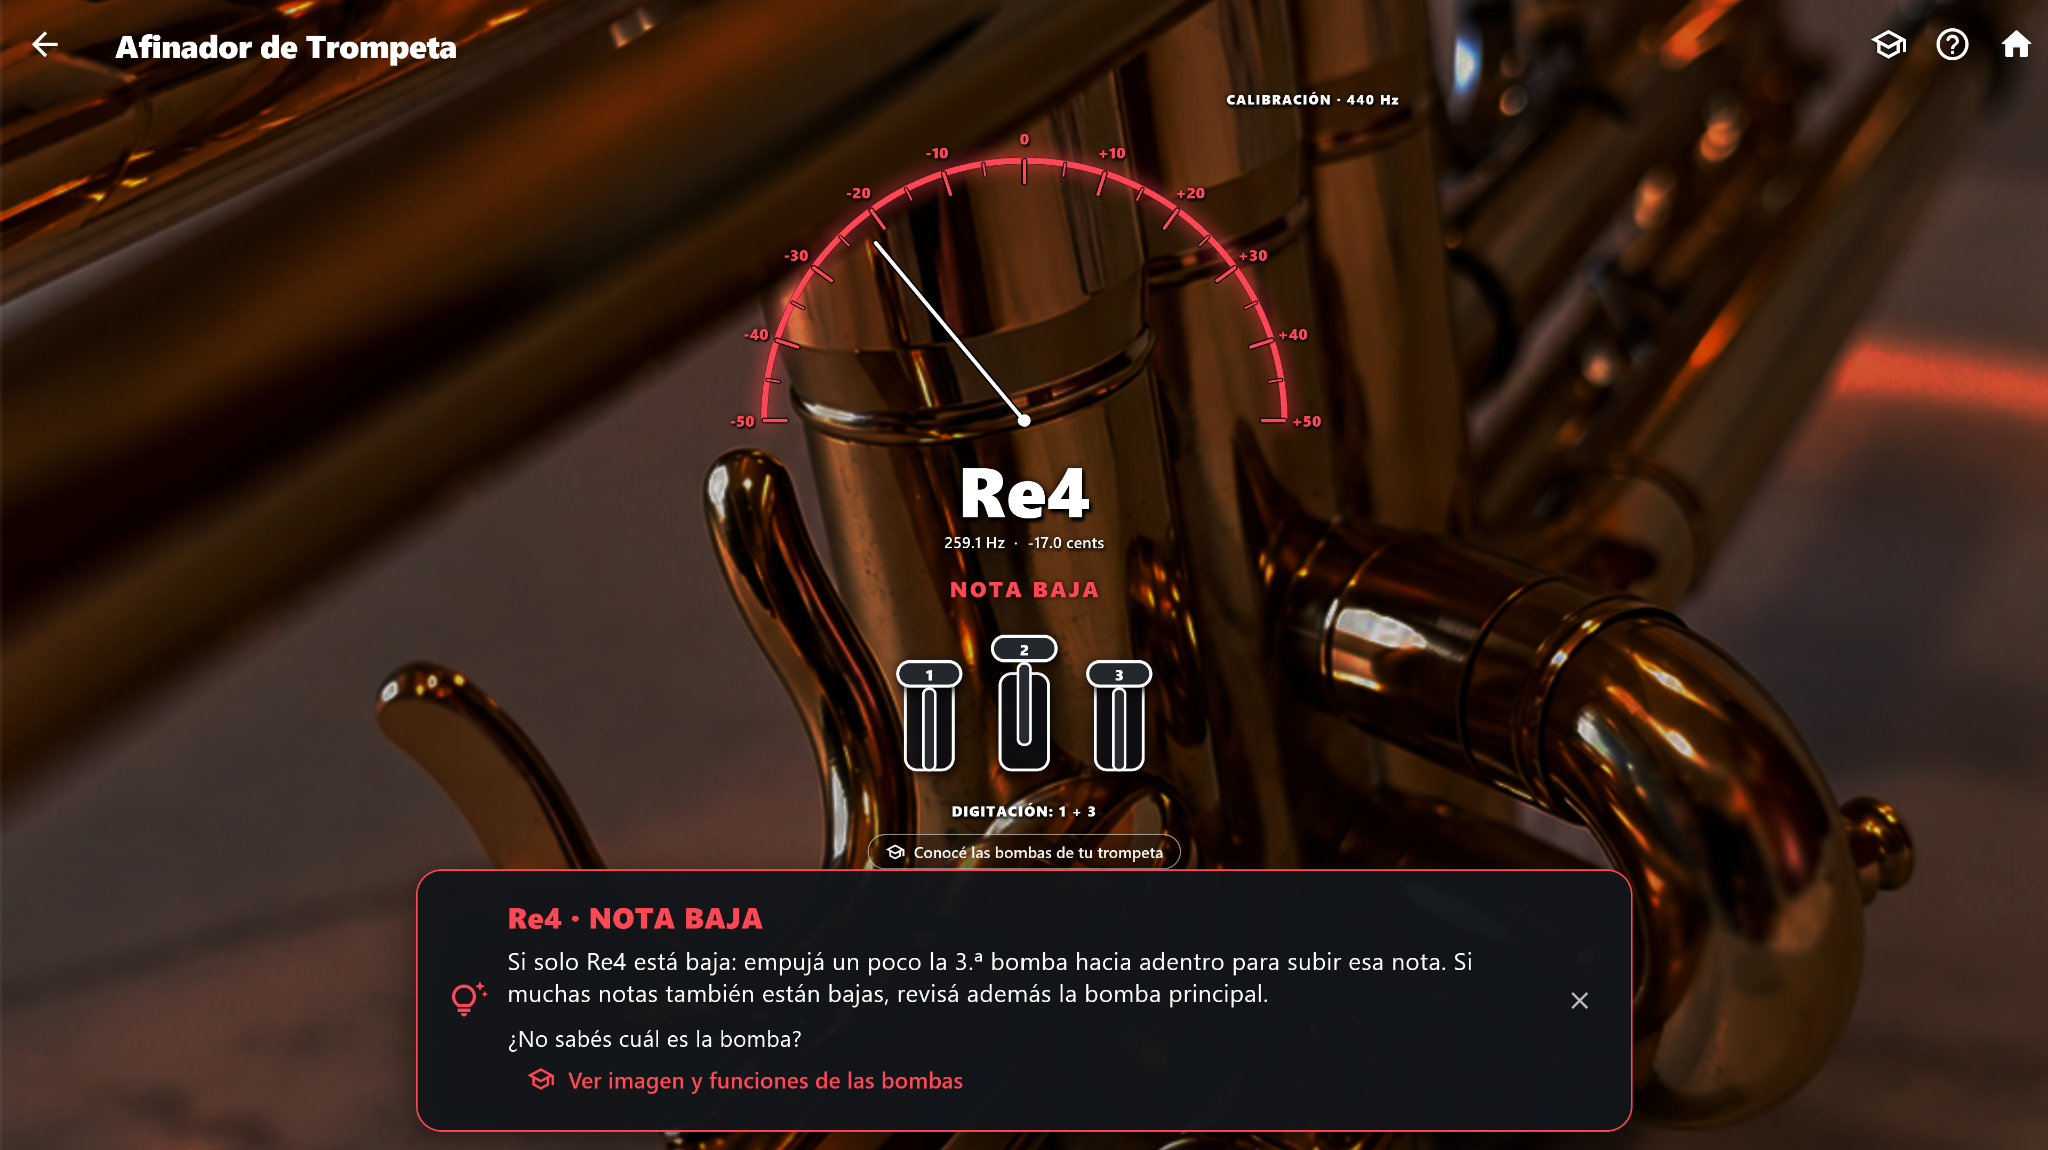 Afinador de Trompeta
CALIBRACIÓN · 440 Hz
0
-10
+10
-20
+20
-30
+30
-40
+40
-50
+50
Re4
259.1 Hz · -17.0 cents
NOTA BAJA
2
1
3
DIGITACIÓN: 1 + 3
Conocé las bombas de tu trompeta
Re4 · NOTA BAJA
Si solo Re4 está baja: empujá un poco la 3.ª bomba hacia adentro para subir esa nota. Si
muchas notas también están bajas, revisá además la bomba principal.
¿No sabés cuál es la bomba?
Ver imagen y funciones de las bombas